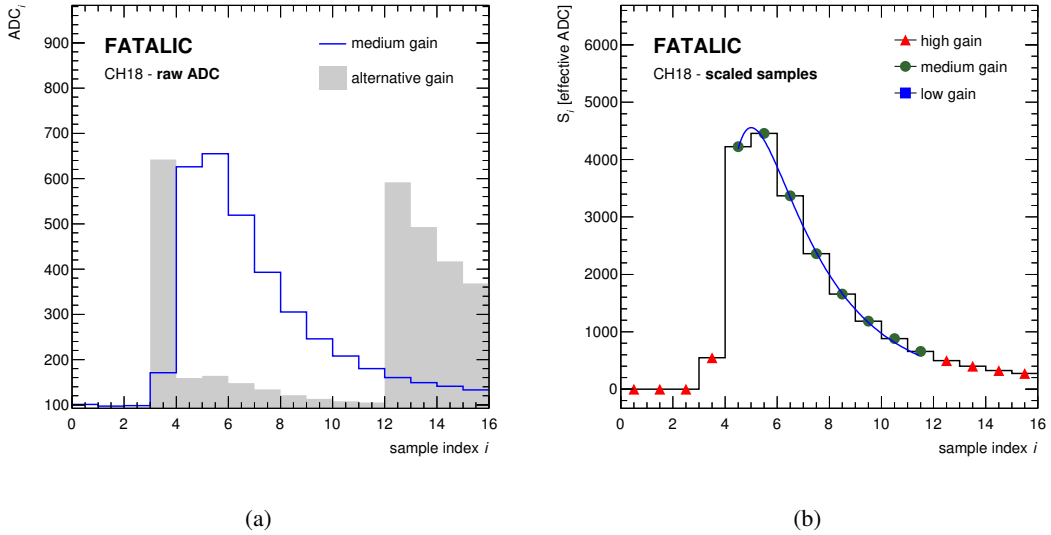 ADCᵢ
900
800
700
600
500
400
300
200
100
FATALIC
CH18 - raw ADC
medium gain
alternative gain
0 2 4 6 8 10 12 14 16
sample index i
(a)
Sᵢ [effective ADC]
6000
5000
4000
3000
2000
1000
0
FATALIC
CH18 - scaled samples
high gain
medium gain
low gain
0 2 4 6 8 10 12 14 16
sample index i
(b)